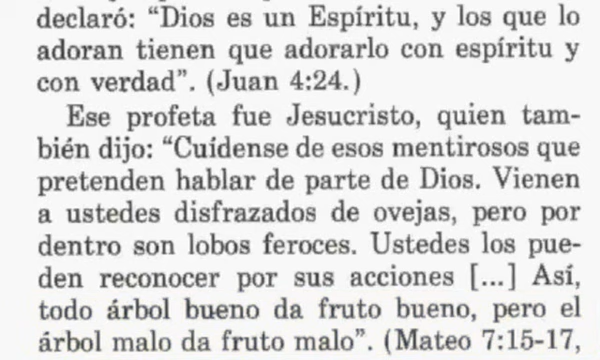 declaró: “Dios es un Espíritu, y los que lo
adoran tienen que adorarlo con espíritu y
con verdad”. (Juan 4:24.)
Ese profeta fue Jesucristo, quien tam-
bién dijo: “Cuídense de esos mentirosos que
pretenden hablar de parte de Dios. Vienen
a ustedes disfrazados de ovejas, pero por
dentro son lobos feroces. Ustedes los pue-
den reconocer por sus acciones [...] Así,
todo árbol bueno da fruto bueno, pero el
árbol malo da fruto malo”. (Mateo 7:15-17,